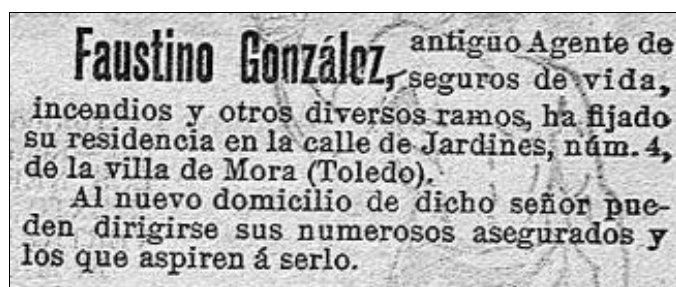 Faustino González, antiguo Agente de
seguros de vida,
incendios y otros diversos ramos, ha fijado
su residencia en la calle de Jardines, núm. 4,
de la villa de Mora (Toledo).
Al nuevo domicilio de dicho señor pue-
den dirigirse sus numerosos asegurados y
los que aspiren á serlo.